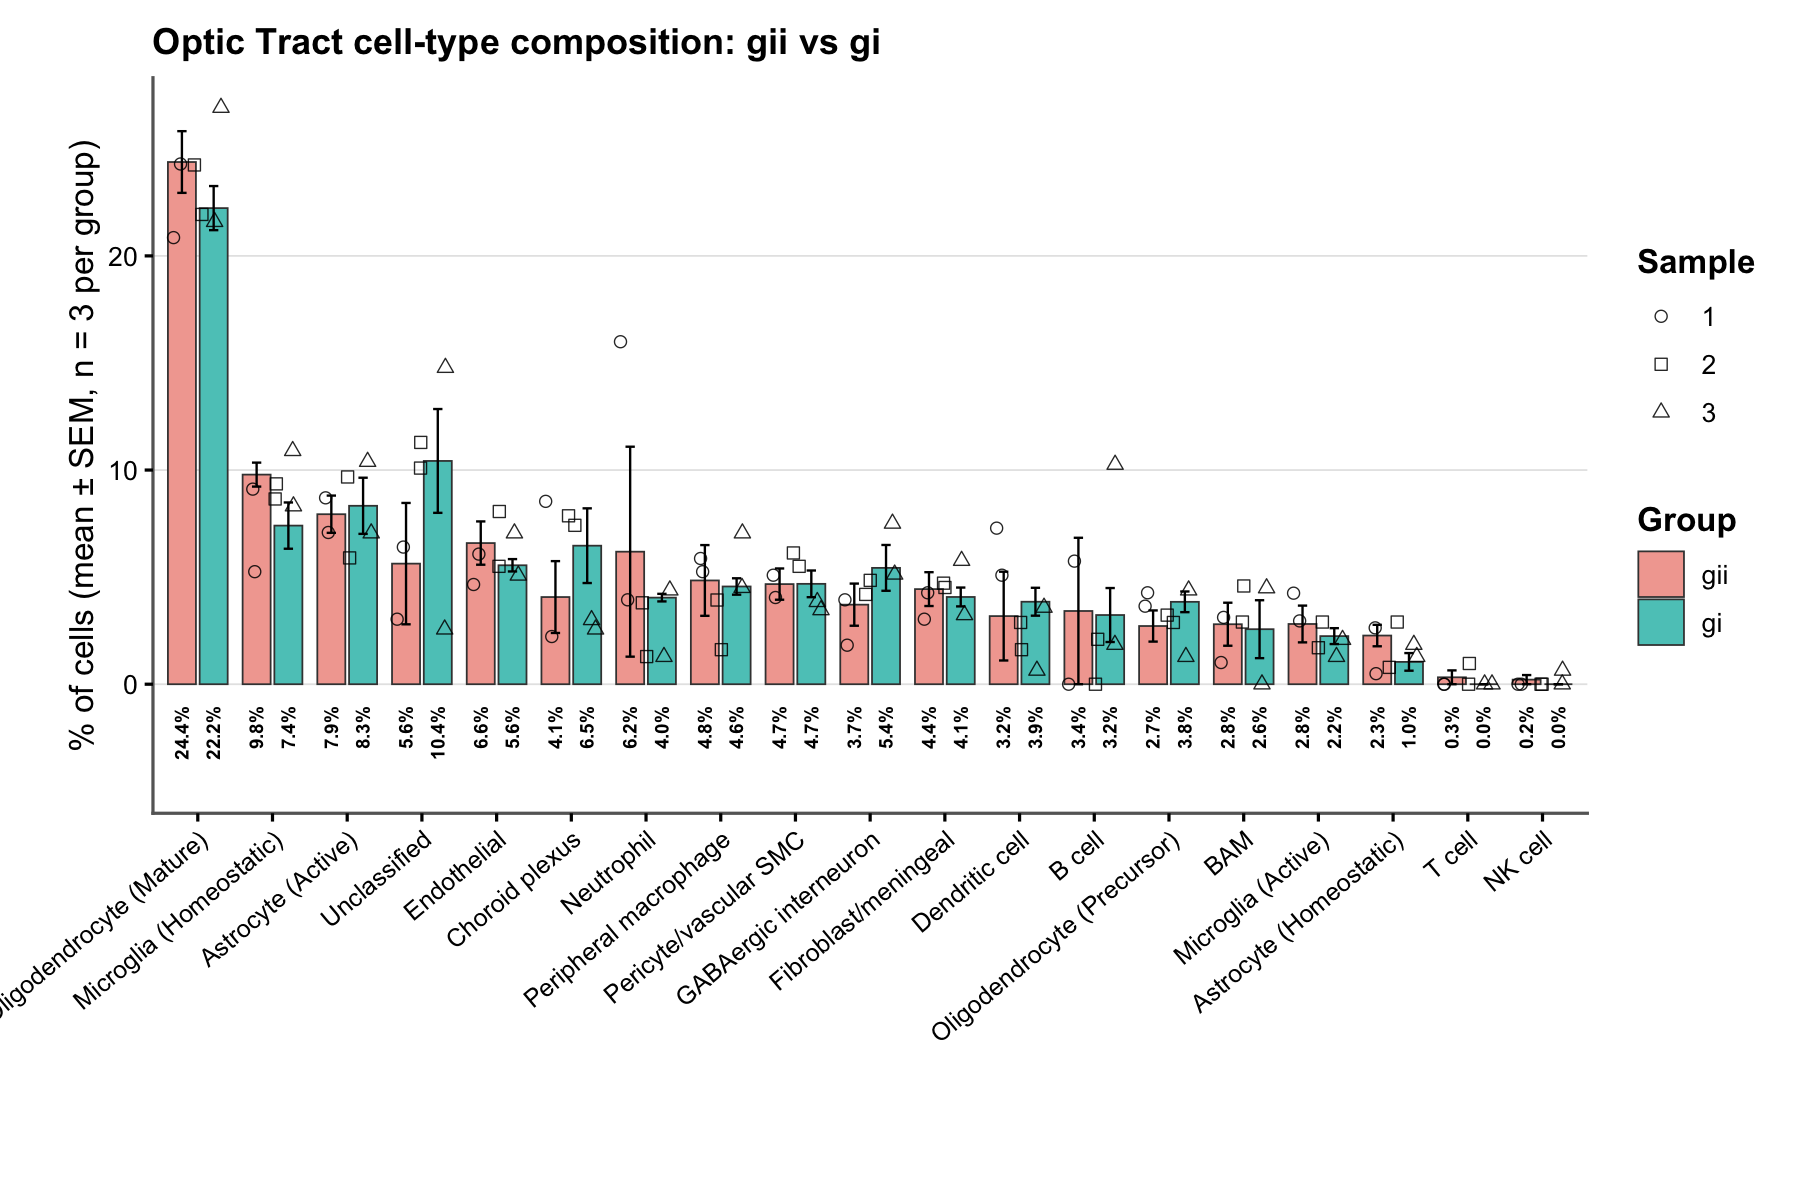 Optic Tract cell-type composition: gii vs gi
% of cells (mean ± SEM, n = 3 per group)
20
10
0
24.4%
22.2%
9.8%
7.4%
7.9%
8.3%
5.6%
10.4%
6.6%
5.6%
4.1%
6.5%
6.2%
4.0%
4.8%
4.6%
4.7%
4.7%
3.7%
5.4%
4.4%
4.1%
3.2%
3.9%
3.4%
3.2%
2.7%
3.8%
2.8%
2.6%
2.8%
2.2%
2.3%
1.0%
0.3%
0.0%
0.2%
0.0%
ligodendrocyte (Mature)
Microglia (Homeostatic)
Astrocyte (Active)
Unclassified
Endothelial
Choroid plexus
Neutrophil
Peripheral macrophage
Pericyte/vascular SMC
GABAergic interneuron
Fibroblast/meningeal
Dendritic cell
B cell
Oligodendrocyte (Precursor)
BAM
Microglia (Active)
Astrocyte (Homeostatic)
T cell
NK cell
Sample
1
2
3
Group
gii
gi